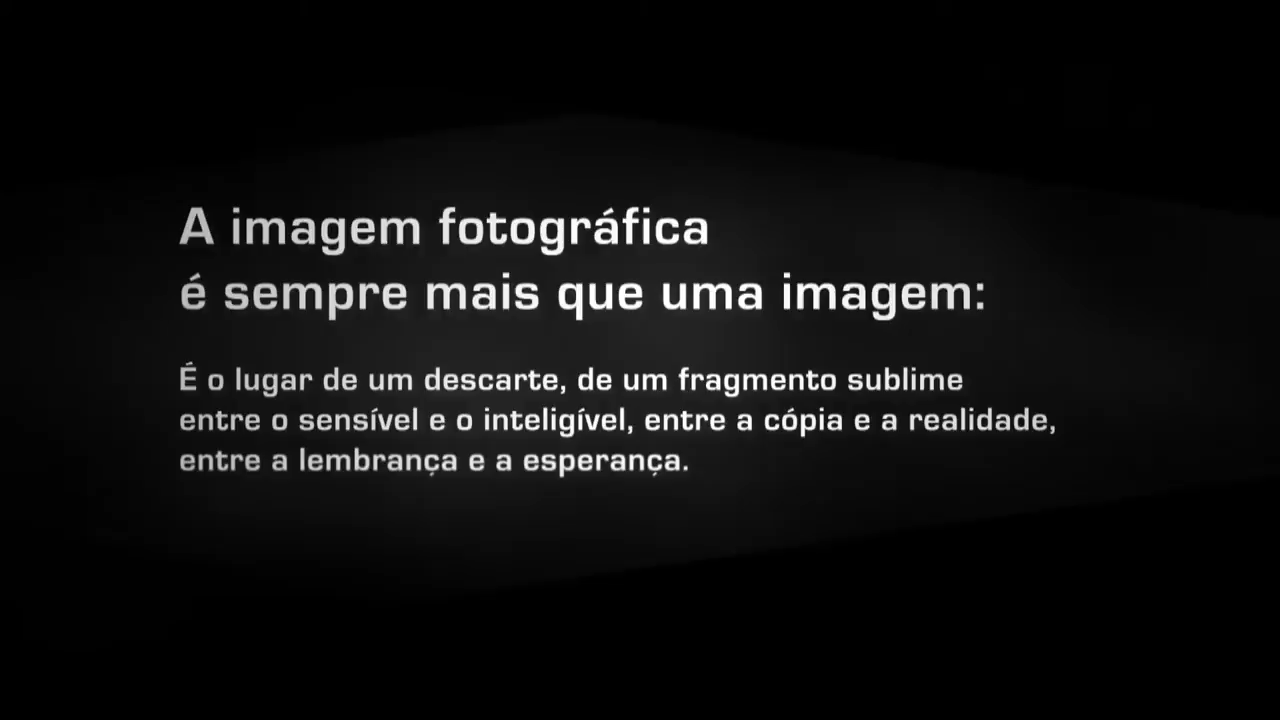 A imagem fotográfica
é sempre mais que uma imagem:
É o lugar de um descarte, de um fragmento sublime
entre o sensível e o inteligível, entre a cópia e a realidade,
entre a lembrança e a esperança.